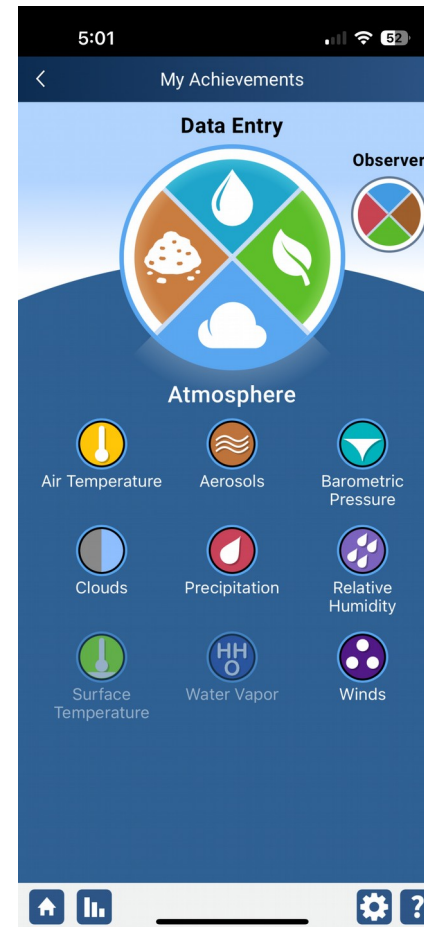 5:01
52
My Achievements
Data Entry
Observer
Atmosphere
Air Temperature
Aerosols
Barometric
Pressure
Clouds
Precipitation
Relative
Humidity
HH
O
Surface
Temperature
Water Vapor
Winds
?